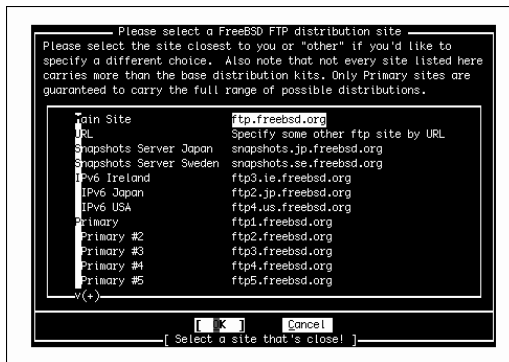 Please select a FreeBSD FTP distribution site
Please select the site closest to you or "other" if you'd like to
specify a different choice. Also note that not every site listed here
carries more than the base distribution kits. Only Primary sites are
guaranteed to carry the full range of possible distributions.
Main Site ftp.freebsd.org
URL Specify some other ftp site by URL
Snapshots Server Japan snapshots.jp.freebsd.org
Snapshots Server Sweden snapshots.se.freebsd.org
IPv6 Ireland ftp3.ie.freebsd.org
IPv6 Japan ftp2.jp.freebsd.org
IPv6 USA ftp4.us.freebsd.org
Primary ftp1.freebsd.org
Primary #2 ftp2.freebsd.org
Primary #3 ftp3.freebsd.org
Primary #4 ftp4.freebsd.org
Primary #5 ftp5.freebsd.org
v(+)
[ OK ] Cancel
[ Select a site that's close! ]